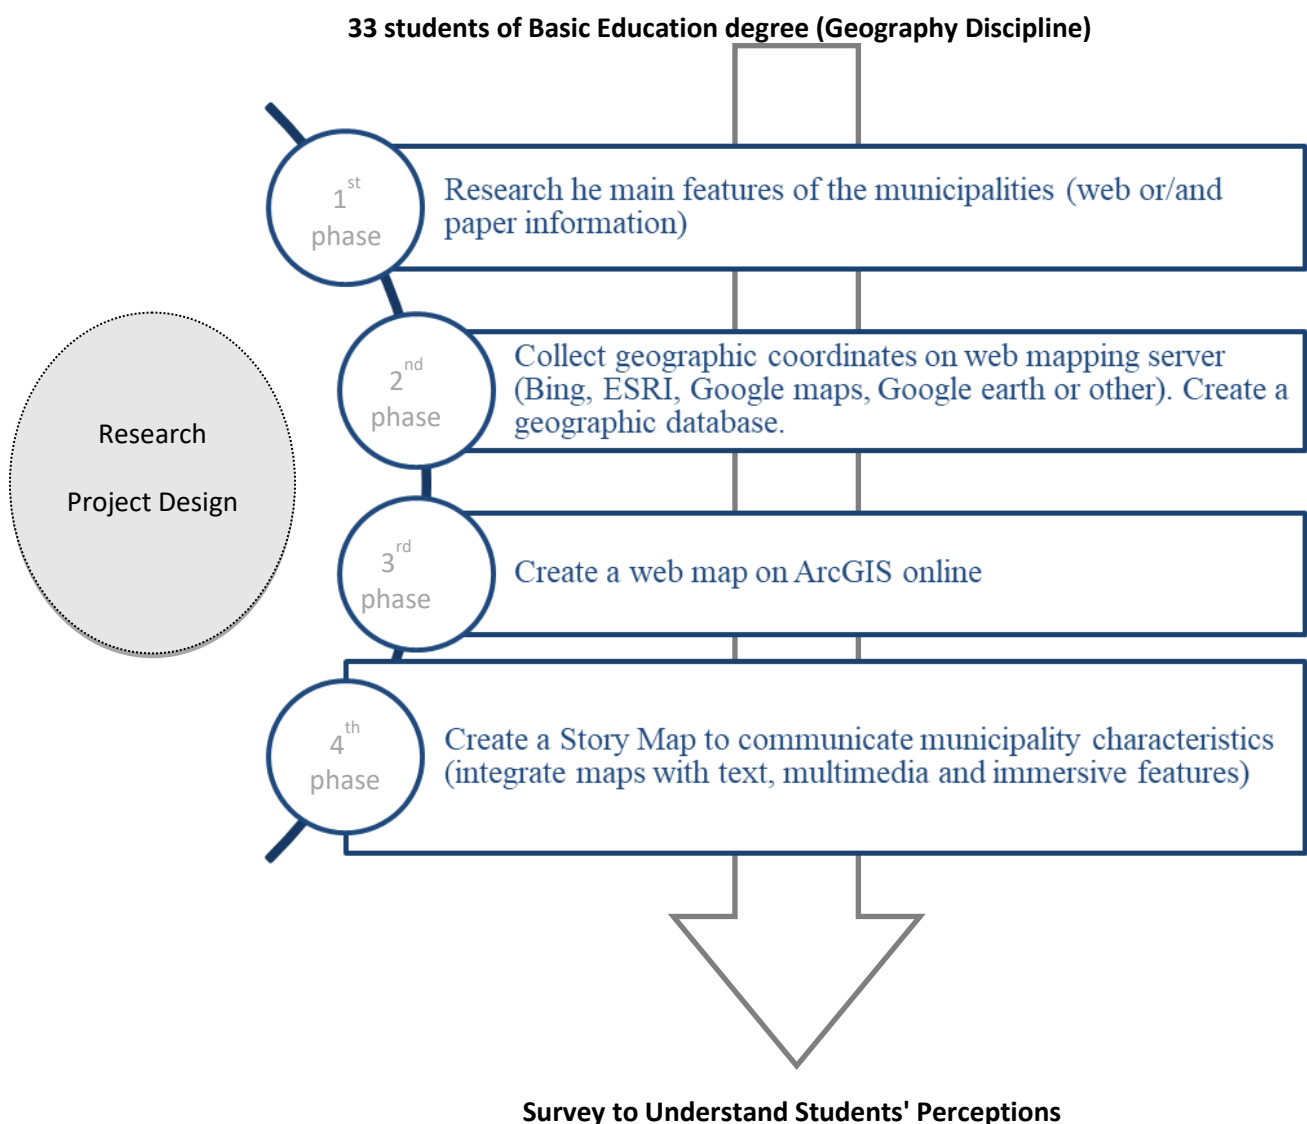 33 students of Basic Education degree (Geography Discipline)
1st
phase
Research he main features of the municipalities (web or/and
paper information)
2nd
phase
Collect geographic coordinates on web mapping server
(Bing, ESRI, Google maps, Google earth or other). Create a
geographic database.
Research
Project Design
3rd
phase
Create a web map on ArcGIS online
4th
phase
Create a Story Map to communicate municipality characteristics
(integrate maps with text, multimedia and immersive features)
Survey to Understand Students' Perceptions